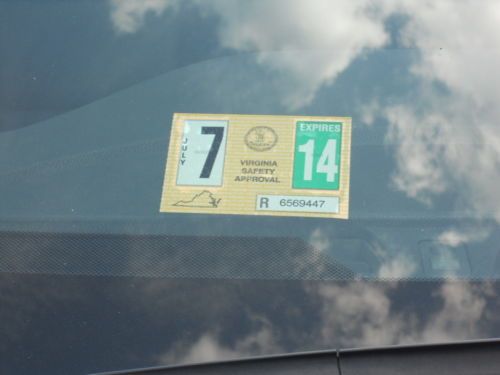 JULY 7
VIRGINIA
SAFETY
APPROVAL
EXPIRES
14
R 6569447